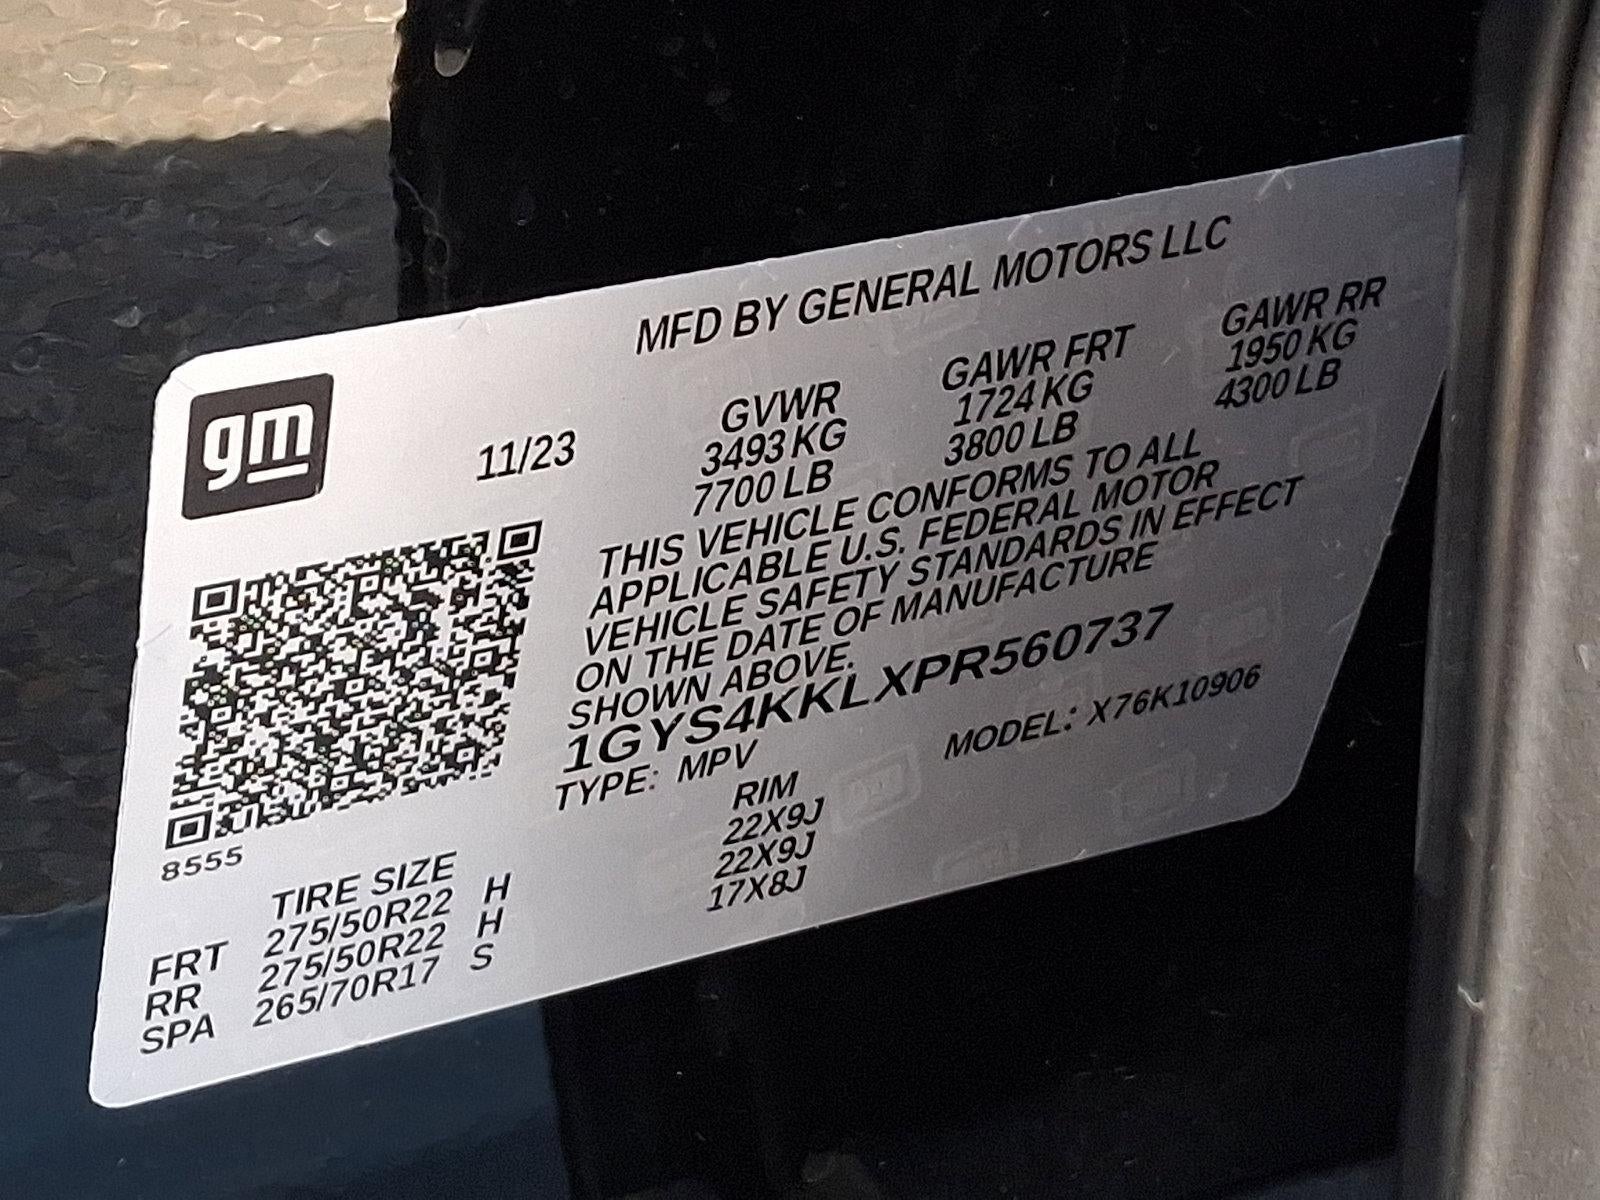 MFD BY GENERAL MOTORS LLC
gm
11/23
GVWR
3493 KG
7700 LB
GAWR FRT
1724 KG
3800 LB
GAWR RR
1950 KG
4300 LB
THIS VEHICLE CONFORMS TO ALL
APPLICABLE U.S. FEDERAL MOTOR
VEHICLE SAFETY STANDARDS IN EFFECT
ON THE DATE OF MANUFACTURE
SHOWN ABOVE.
1GYS4KKLXPR560737
TYPE: MPV
MODEL: X76K10906
8555
TIRE SIZE
RIM
FRT 275/50R22 H 22X9J
RR 275/50R22 H 22X9J
SPA 265/70R17 S 17X8J